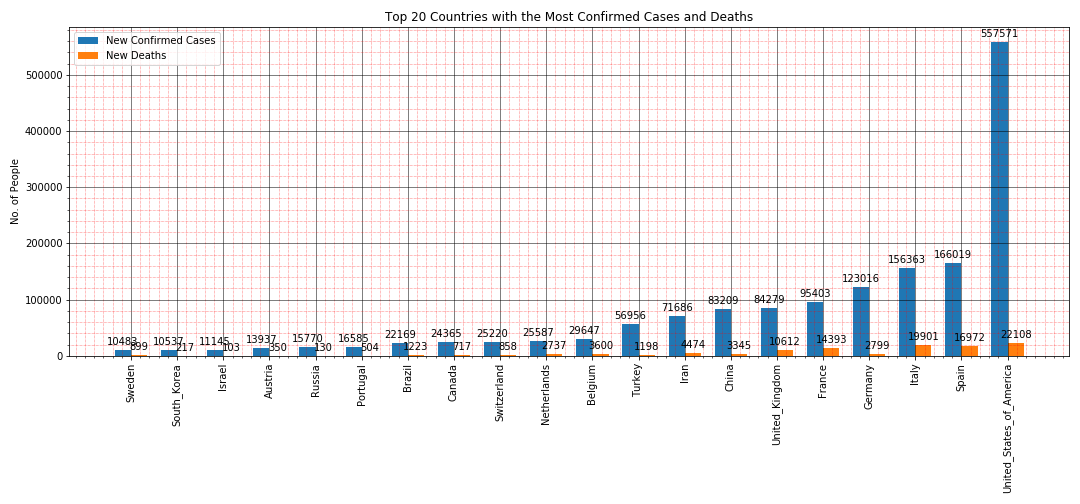 Top 20 Countries with the Most Confirmed Cases and Deaths
New Confirmed Cases
New Deaths
No. of People
500000
400000
300000
200000
100000
0
10483
899
10537
217
11145
103
13937
350
15770
130
16585
504
22169
1223
24365
717
25220
858
25587
2737
29647
3600
56956
1198
71686
4474
83209
3345
84279
10612
95403
14393
123016
2799
156363
19901
166019
16972
557571
22108
Sweden
South_Korea
Israel
Austria
Russia
Portugal
Brazil
Canada
Switzerland
Netherlands
Belgium
Turkey
Iran
China
United_Kingdom
France
Germany
Italy
Spain
United_States_of_America